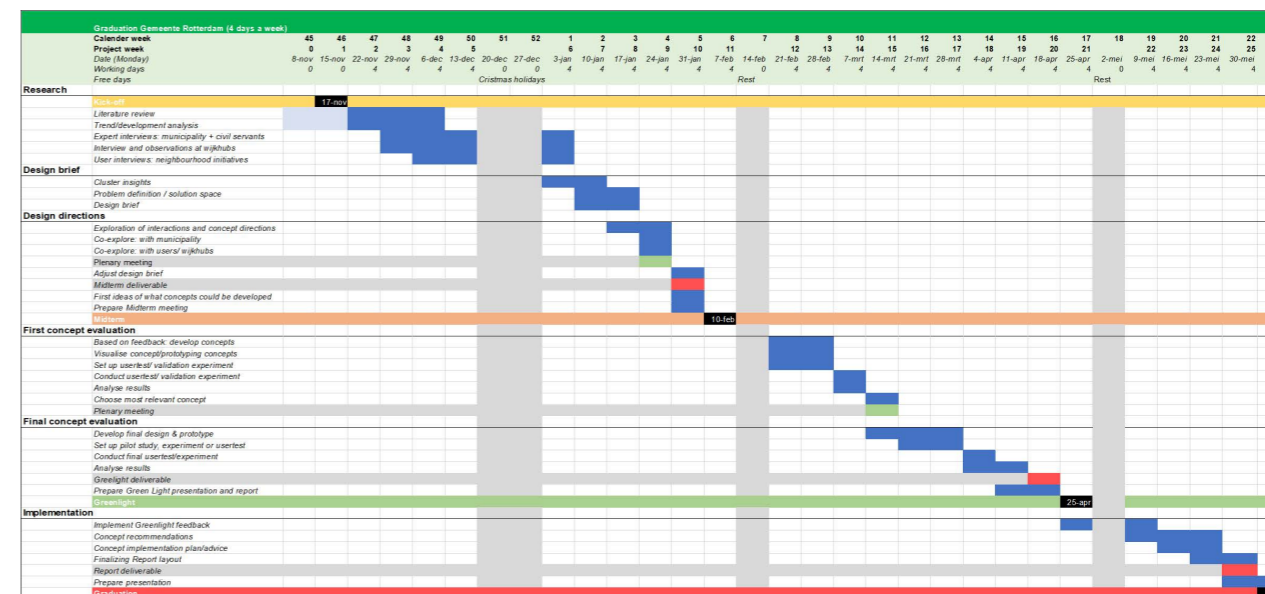 Graduation Gemeente Rotterdam (4 days a week)
Calender week 45 46 47 48 49 50 51 52 1 2 3 4 5 6 7 8 9 10 11 12 13 14 15 16 17 18 19 20 21 22
Project week 0 1 2 3 4 5 6 7 8 9 10 11 12 13 14 15 16 17 18 19 20 21 22 23 24 25
Date (Monday) 8-nov 15-nov 22-nov 29-nov 6-dec 13-dec 20-dec 27-dec 3-jan 10-jan 17-jan 24-jan 31-jan 7-feb 14-feb 21-feb 28-feb 7-mrt 14-mrt 21-mrt 28-mrt 4-apr 11-apr 18-apr 25-apr 2-mei 9-mei 16-mei 23-mei 30-mei
Working days 0 0 4 4 4 4 0 0 4 4 4 4 4 4 0 4 4 4 4 4 4 4 4 4 4 0 4 4 4 4
Free days Cristmas holidays Rest Rest
Research
Kick-off 17-nov
Literature review
Trend/development analysis
Expert interviews: municipality + civil servants
Interview and observations at wijkhubs
User interviews: neighbourhood initiatives
Design brief
Cluster insights
Problem definition / solution space
Design brief
Design directions
Exploration of interactions and concept directions
Co-explore: with municipality
Co-explore: with users/ wijkhubs
Plenary meeting
Adjust design brief
Midterm deliverable
First ideas of what concepts could be developed
Prepare Midterm meeting
Midterm 10-feb
First concept evaluation
Based on feedback: develop concepts
Visualise concept/prototyping concepts
Set up usertest/ validation experiment
Conduct usertest/ validation experiment
Analyse results
Choose most relevant concept
Plenary meeting
Final concept evaluation
Develop final design & prototype
Set up pilot study, experiment or usertest
Conduct final usertest/experiment
Analyse results
Greelight deliverable
Prepare Green Light presentation and report
Greenlight 25-apr
Implementation
Implement Greenlight feedback
Concept recommendations
Concept implementation plan/advice
Finalizing Report layout
Report deliverable
Prepare presentation
Graduation